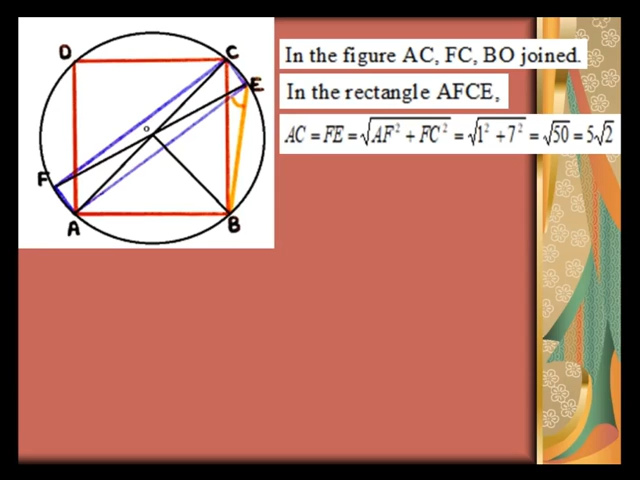 D
C
E
O
F
A
B
In the figure AC, FC, BO joined.
In the rectangle AFCE,
AC = FE = √(AF² + FC²) = √(1² + 7²) = √50 = 5√2